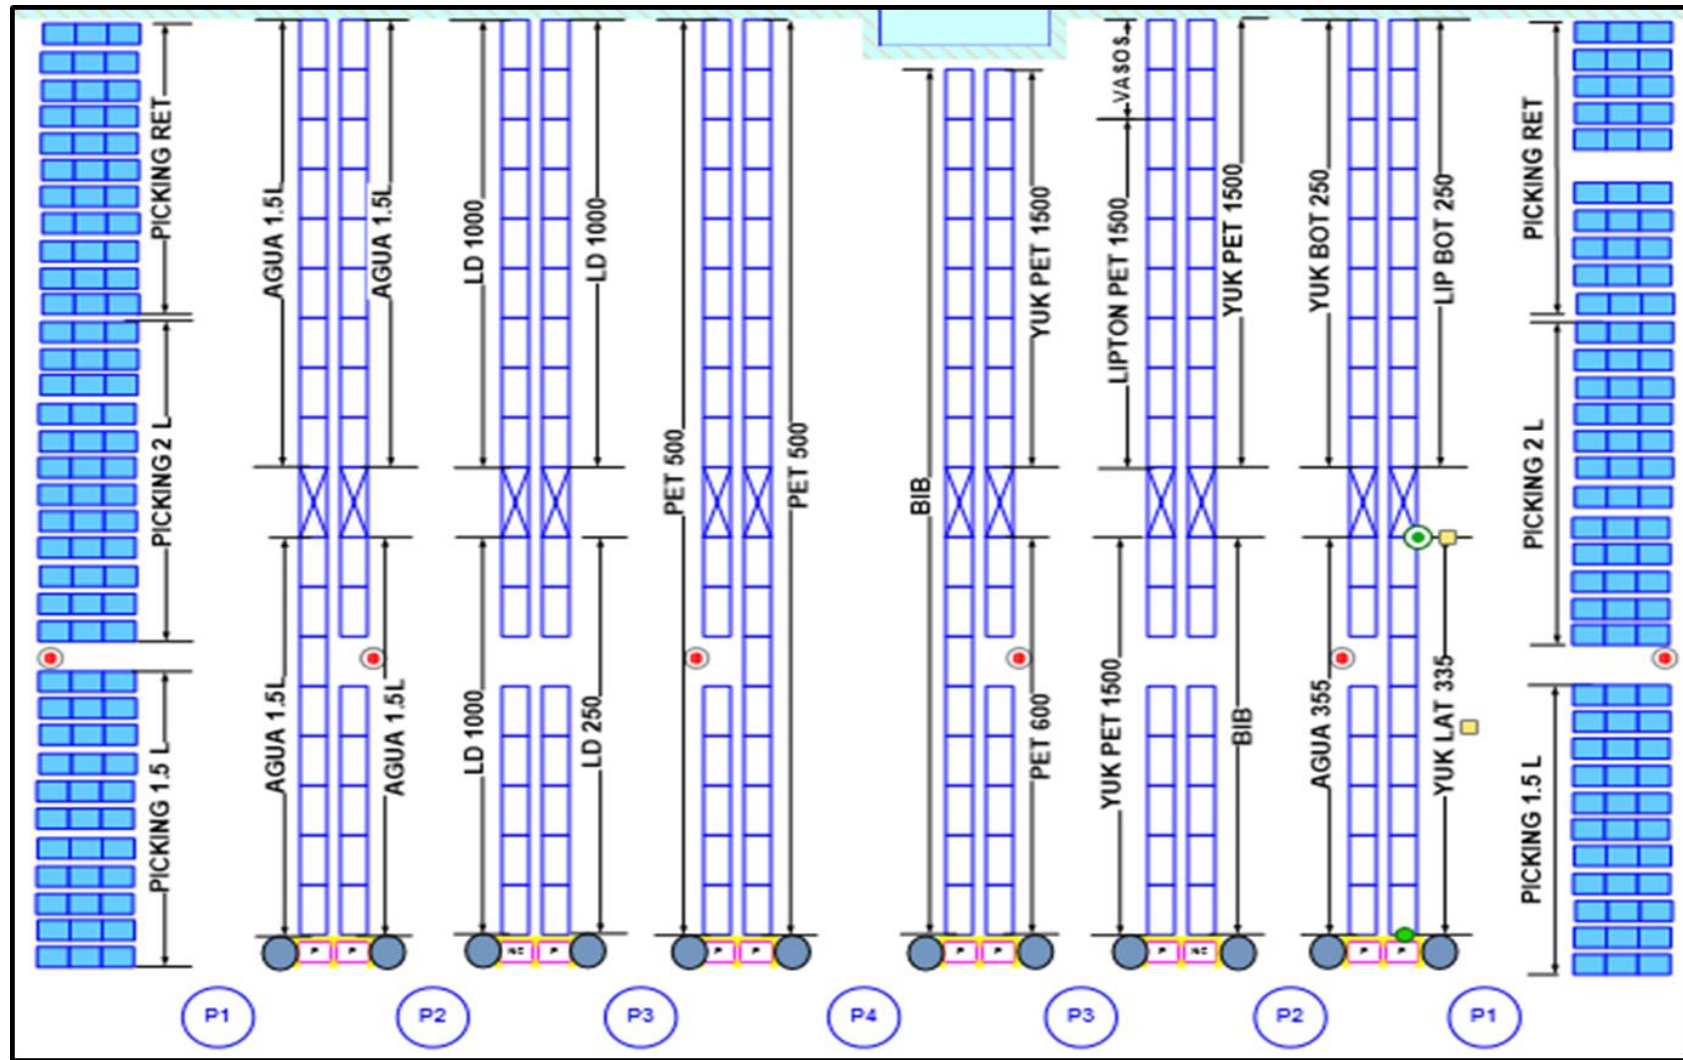 PICKING RET
PICKING 2 L
PICKING 1.5 L
AGUA 1.5L
AGUA 1.5L
AGUA 1.5L
AGUA 1.5L
LD 1000
LD 1000
LD 1000
LD 250
PET 500
PET 500
BIB
YUK PET 1500
PET 600
VASOS
LIPTON PET 1500
YUK PET 1500
YUK PET 1500
BIB
YUK BOT 250
LIP BOT 250
AGUA 355
YUK LAT 335
PICKING RET
PICKING 2 L
PICKING 1.5 L
P P
NC P
P P
P P
P NC
P P
P1
P2
P3
P4
P3
P2
P1